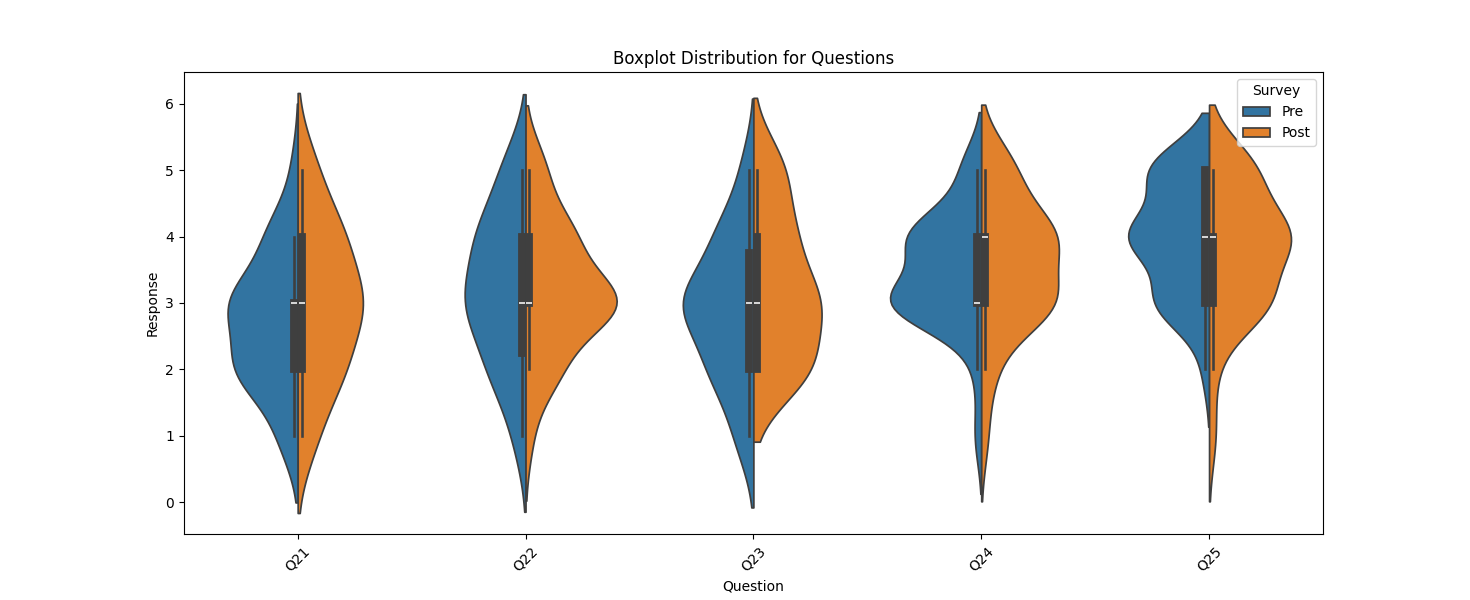 Boxplot Distribution for Questions
Survey
Pre
Post
Response
6
5
4
3
2
1
0
Q21
Q22
Q23
Q24
Q25
Question